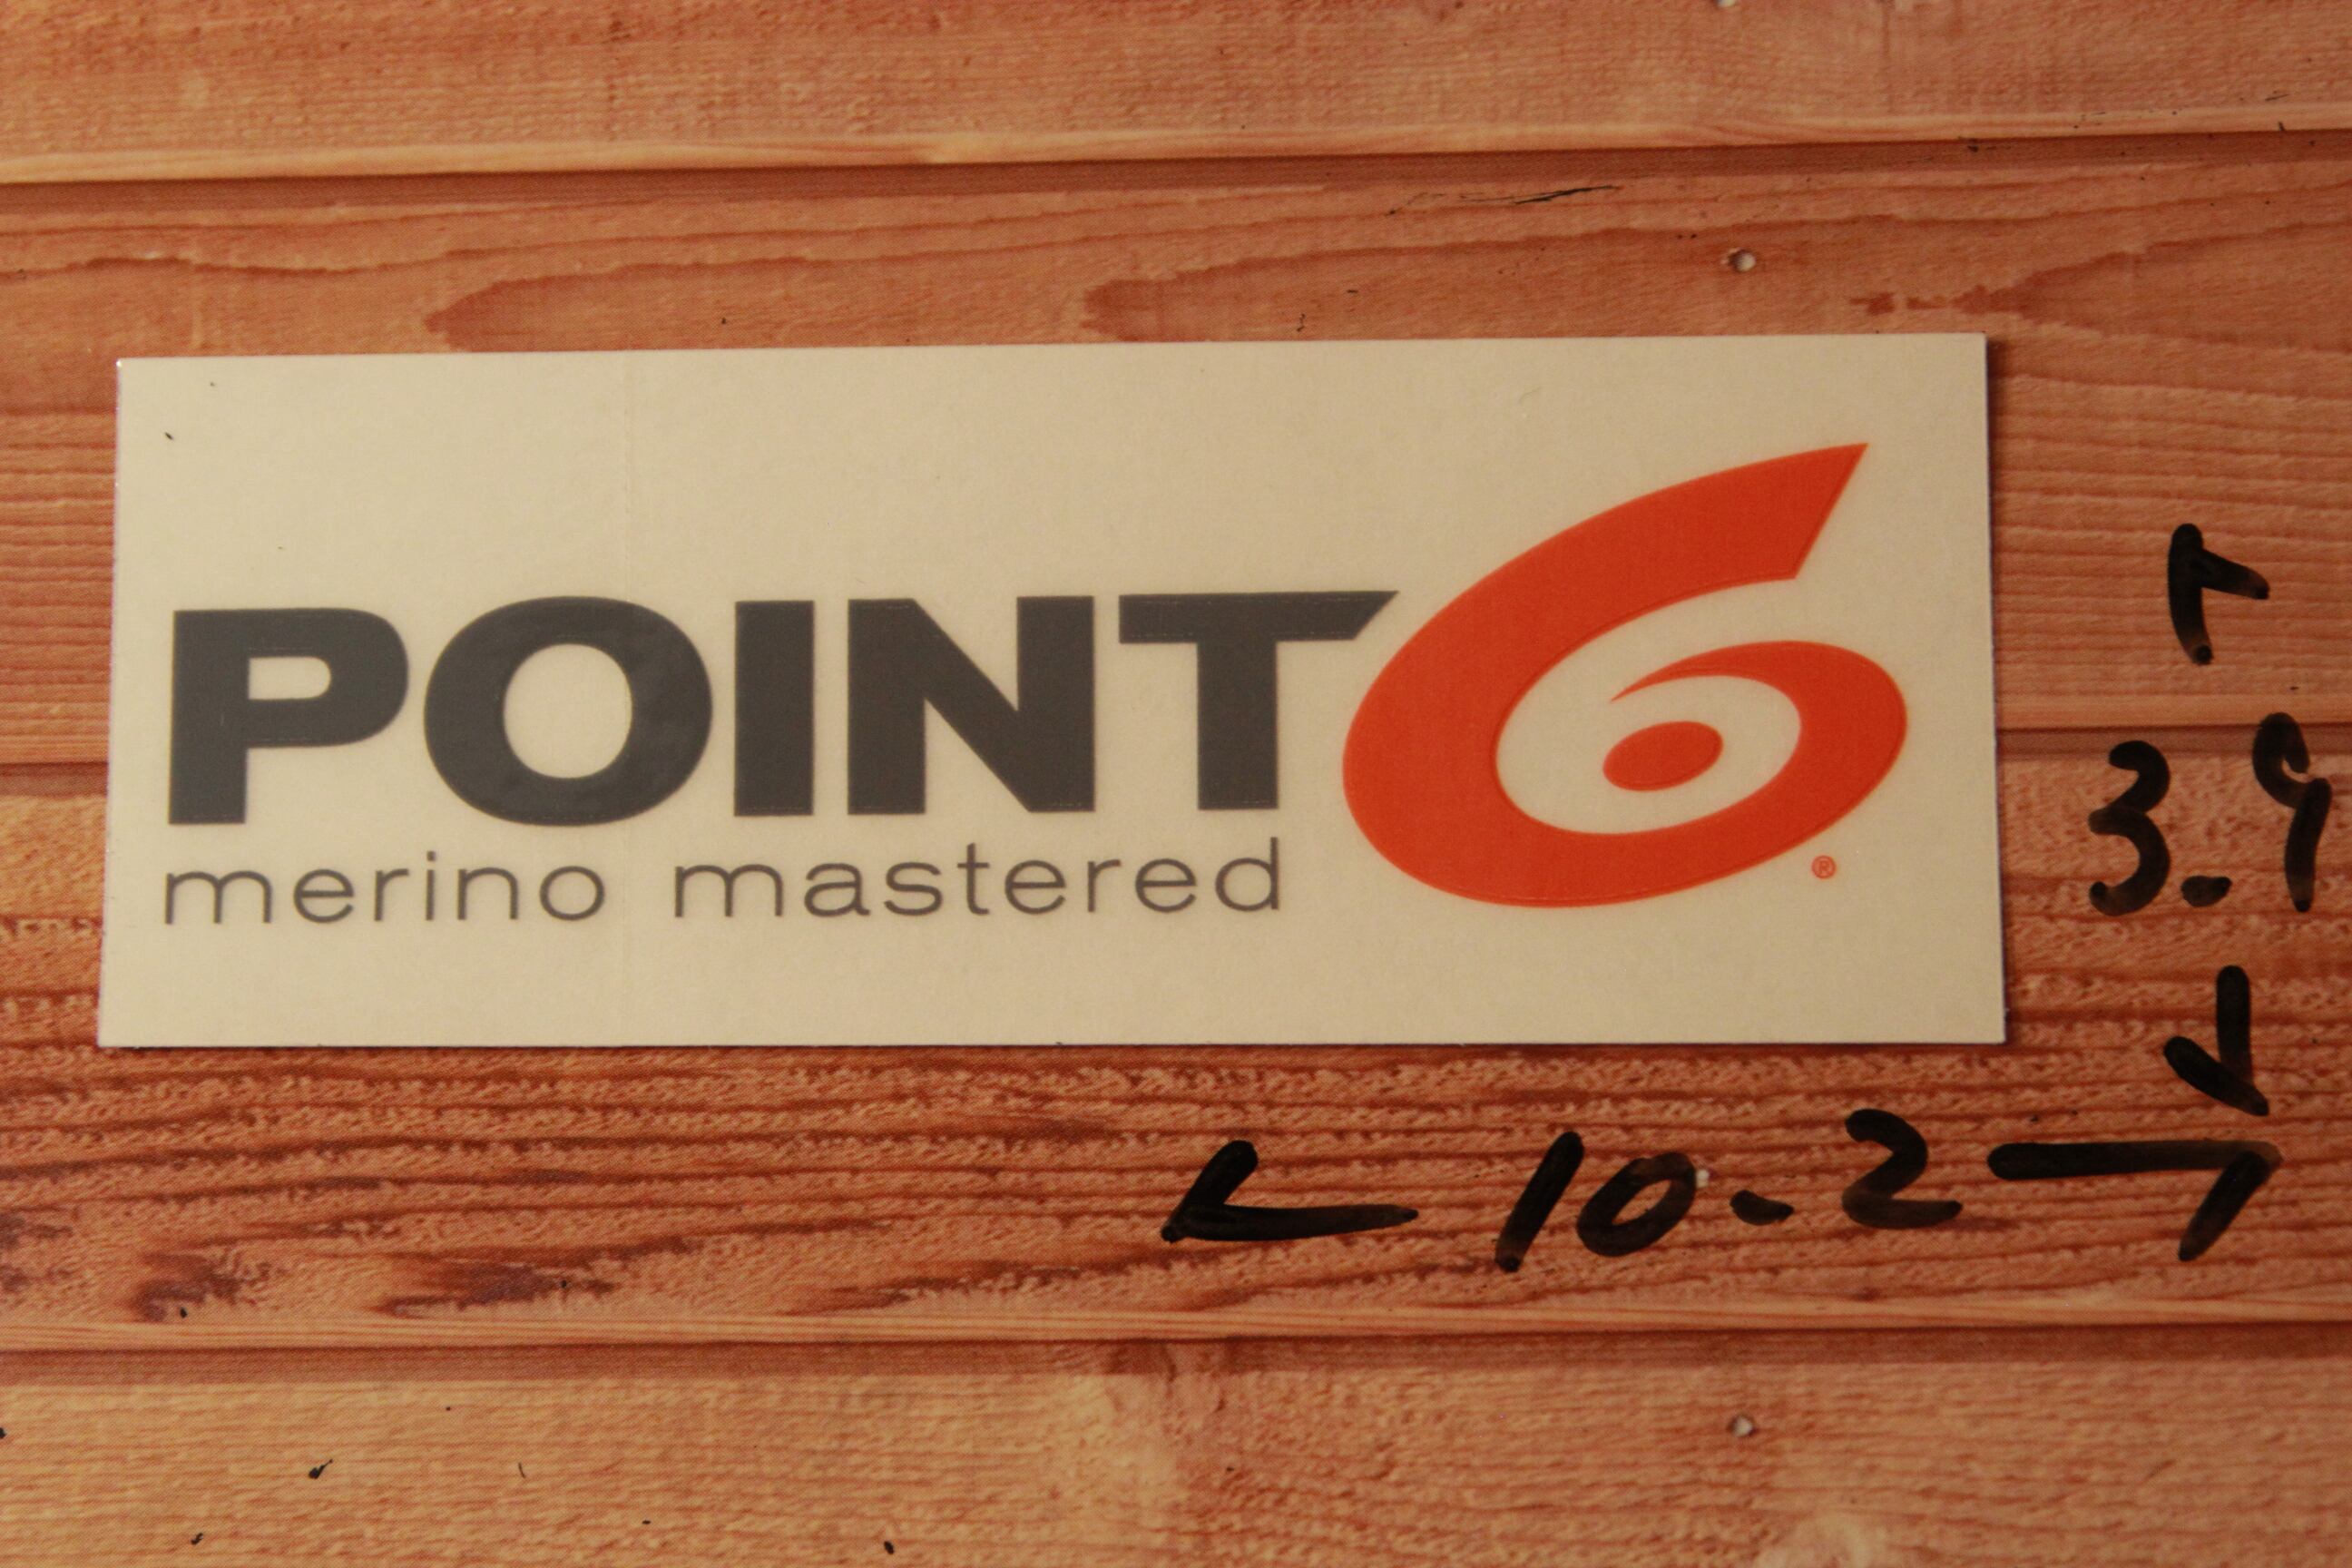 POINT6
merino mastered ®
3.9
10.2